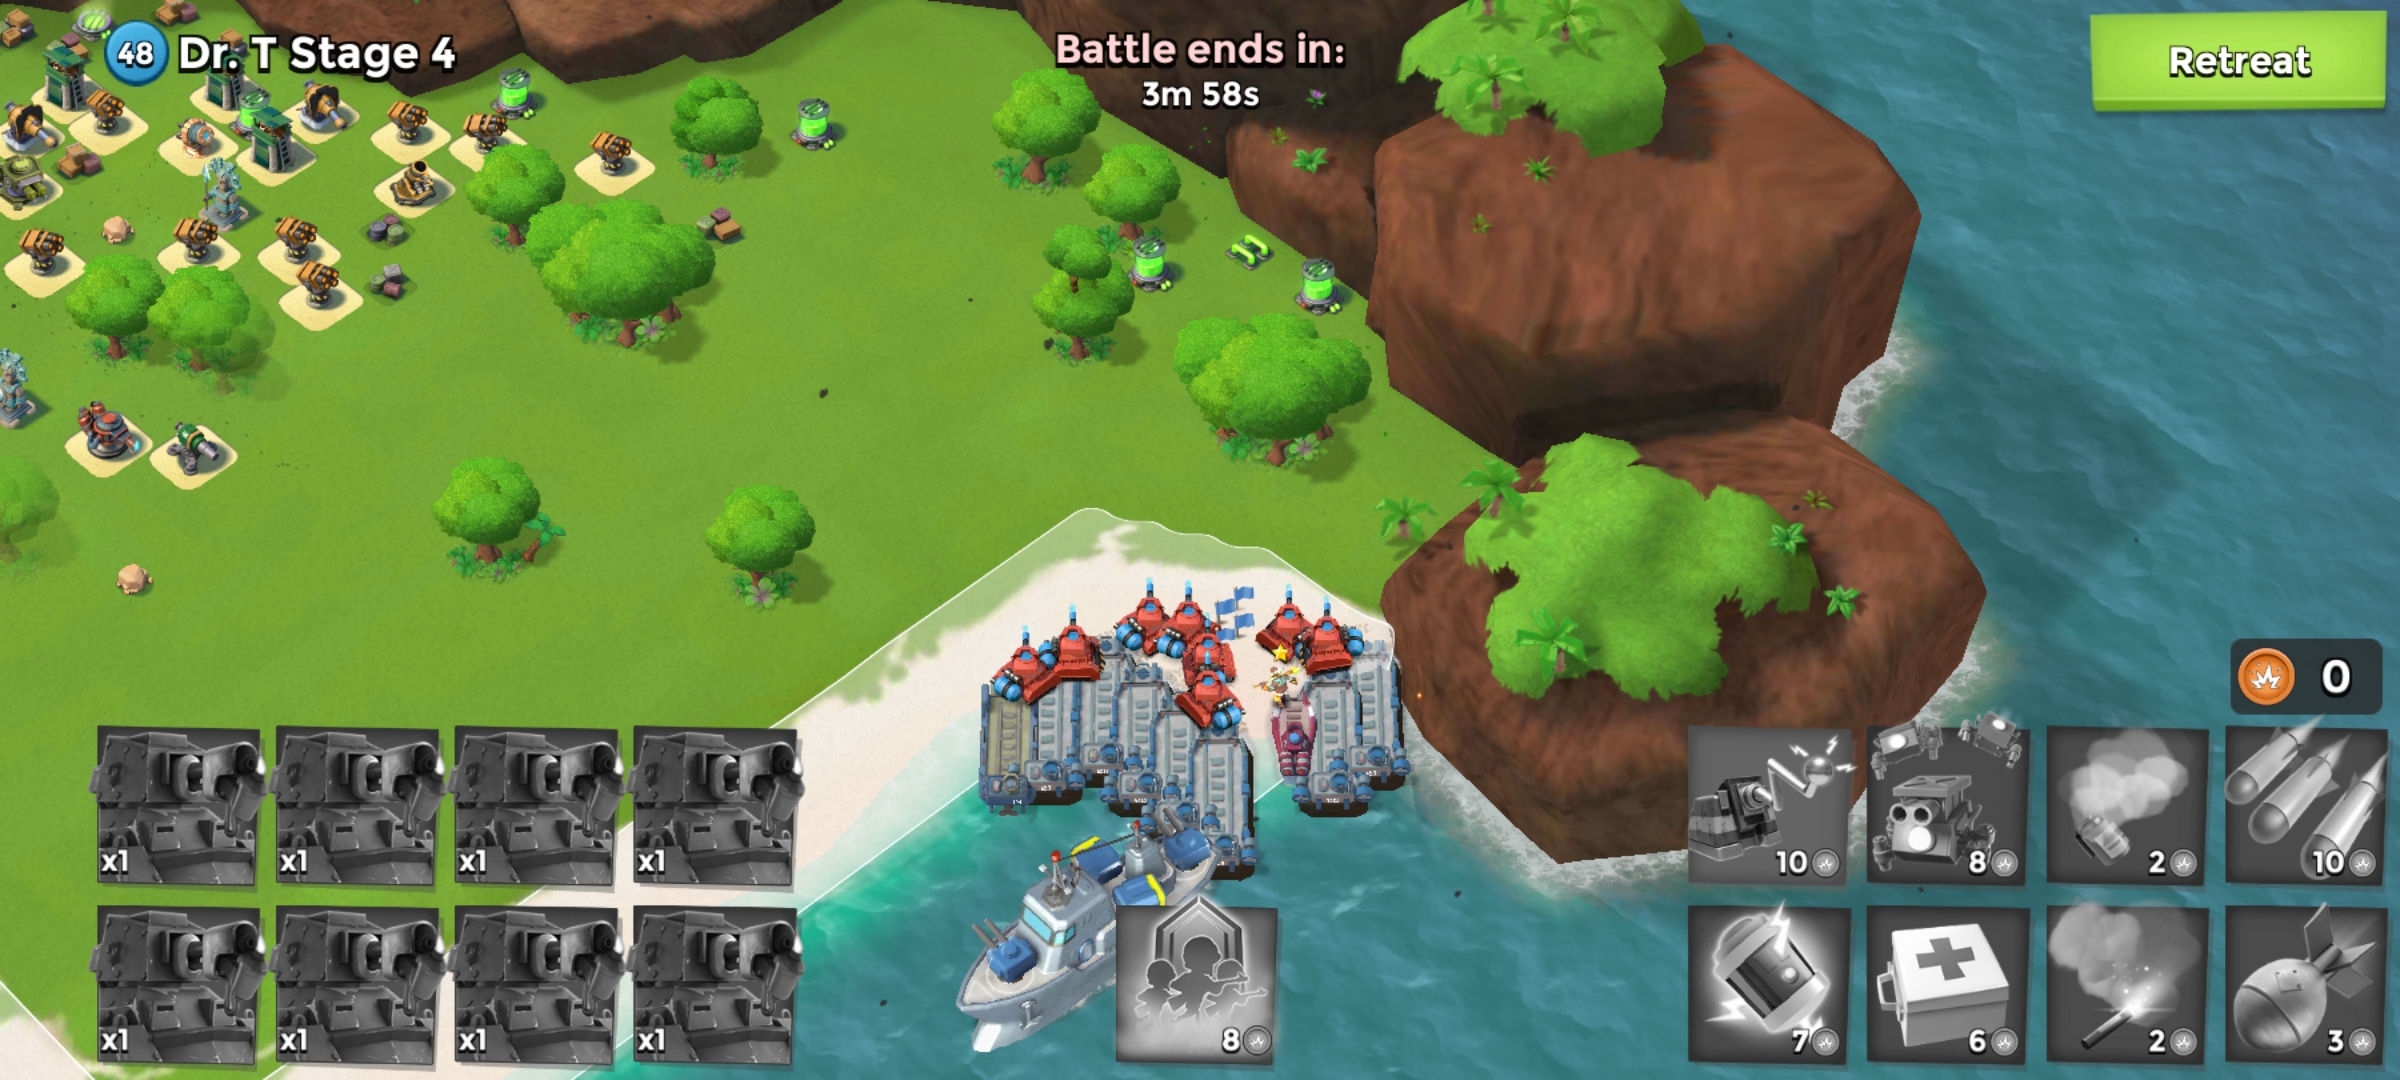 48 Dr. T Stage 4
Battle ends in:
3m 58s
Retreat
0
x1 x1 x1 x1
10 8 2 10
x1 x1 x1 x1
8
7 6 2 3